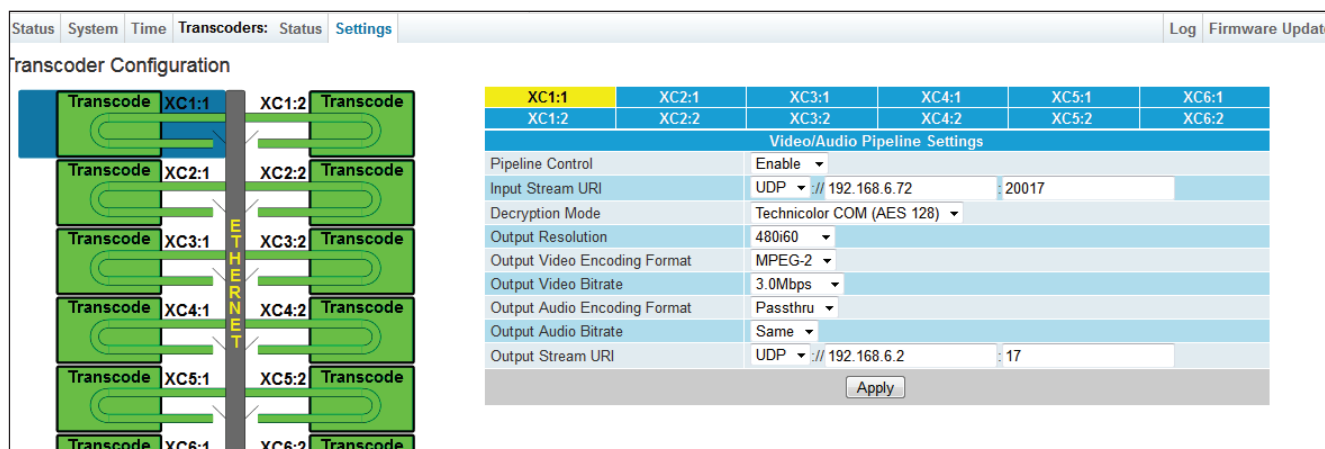 Status System Time Transcoders: Status Settings Log Firmware Updat
Transcoder Configuration
Transcode XC1:1 XC1:2 Transcode
Transcode XC2:1 XC2:2 Transcode
Transcode XC3:1 XC3:2 Transcode
Transcode XC4:1 XC4:2 Transcode
Transcode XC5:1 XC5:2 Transcode
Transcode XC6:1 XC6:2 Transcode
ETHERNET
XC1:1 XC2:1 XC3:1 XC4:1 XC5:1 XC6:1
XC1:2 XC2:2 XC3:2 XC4:2 XC5:2 XC6:2
Video/Audio Pipeline Settings
Pipeline Control Enable
Input Stream URI UDP :// 192.168.6.72 : 20017
Decryption Mode Technicolor COM (AES 128)
Output Resolution 480i60
Output Video Encoding Format MPEG-2
Output Video Bitrate 3.0Mbps
Output Audio Encoding Format Passthru
Output Audio Bitrate Same
Output Stream URI UDP :// 192.168.6.2 : 17
Apply